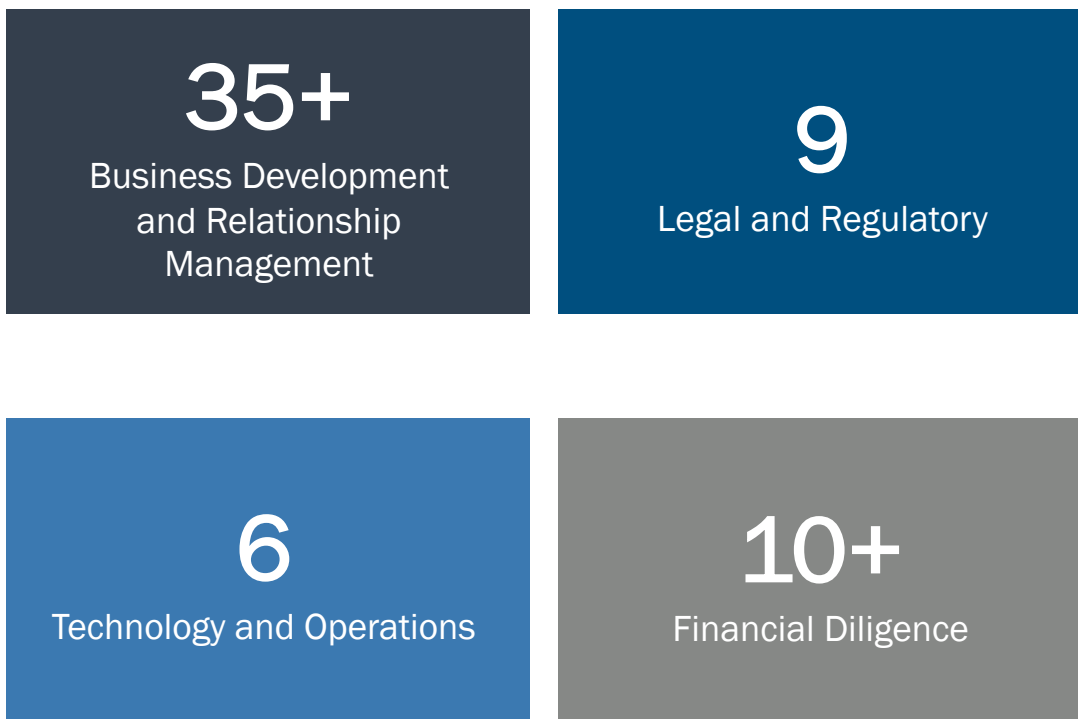 35+
Business Development
and Relationship
Management
9
Legal and Regulatory
6
Technology and Operations
10+
Financial Diligence